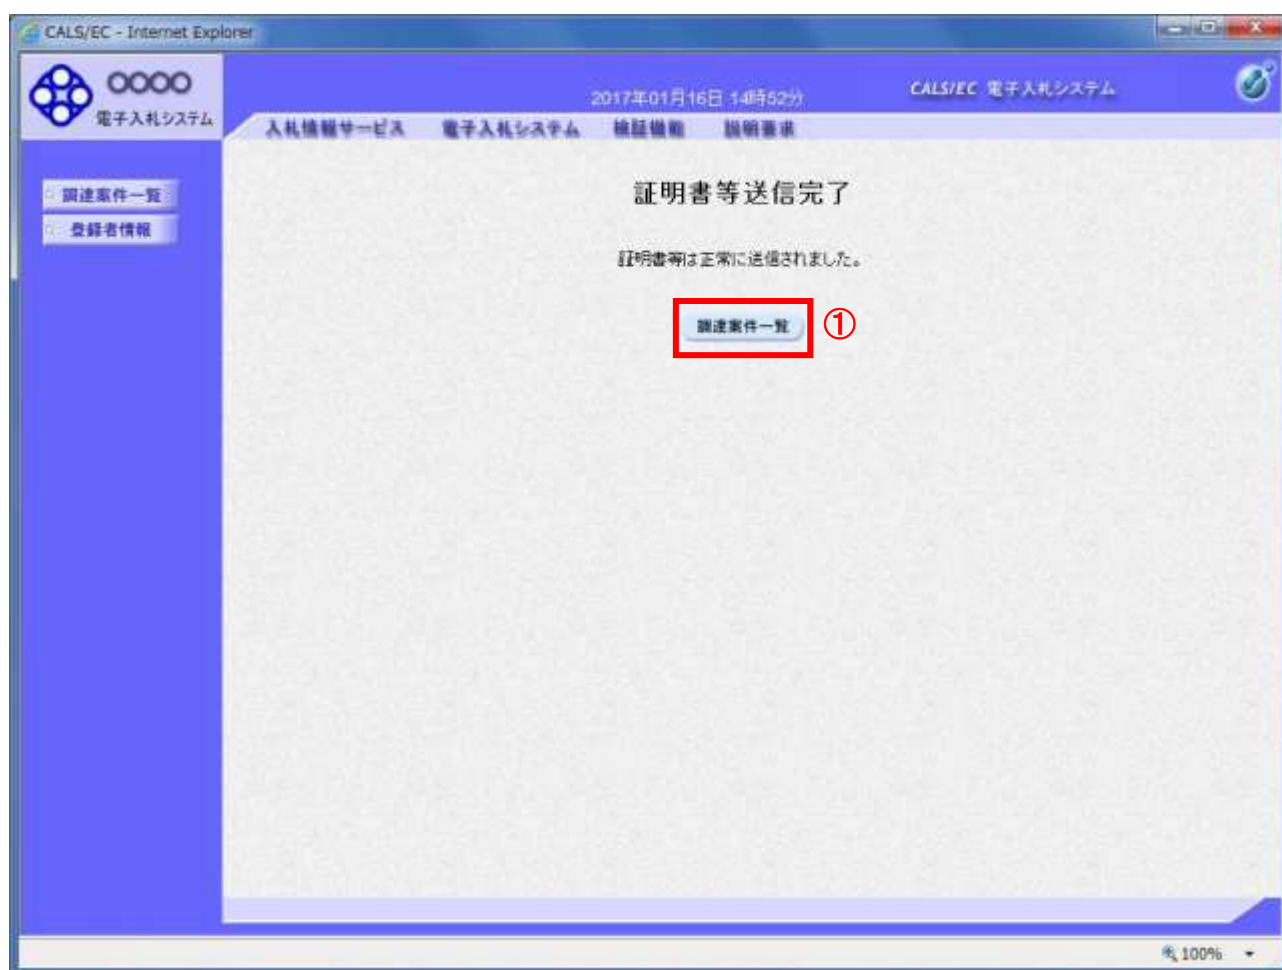 CALS/EC - Internet Explorer
〇〇〇〇
電子入札システム
2017年01月16日 14時52分
CALS/EC 電子入札システム
入札情報サービス 電子入札システム 検証機能 説明要求
調達案件一覧
登録者情報
証明書等送信完了
証明書等は正常に送信されました。
調達案件一覧
①
100%